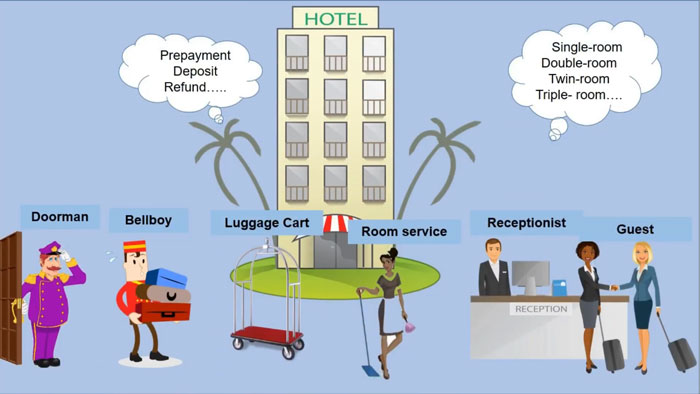 HOTEL
Prepayment
Deposit
Refund…..
Single-room
Double-room
Twin-room
Triple- room….
Doorman
Bellboy
Luggage Cart
Room service
Receptionist
Guest
RECEPTION